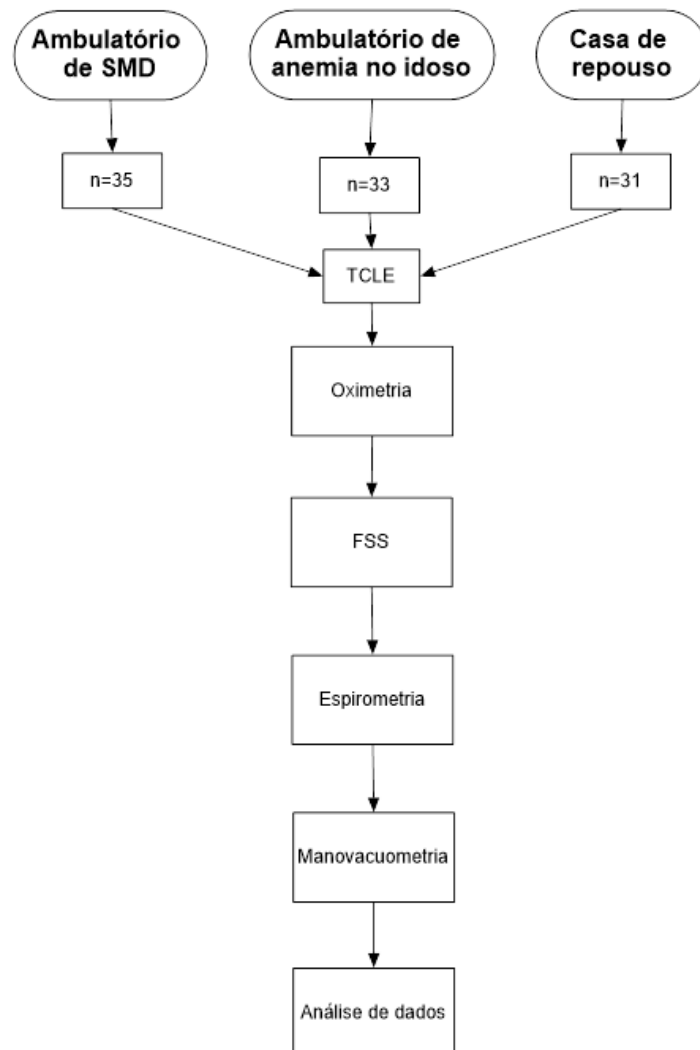 Ambulatório
de SMD
Ambulatório de
anemia no idoso
Casa de
repouso
n=35
n=33
n=31
TCLE
Oximetria
FSS
Espirometria
Manovacuometria
Análise de dados